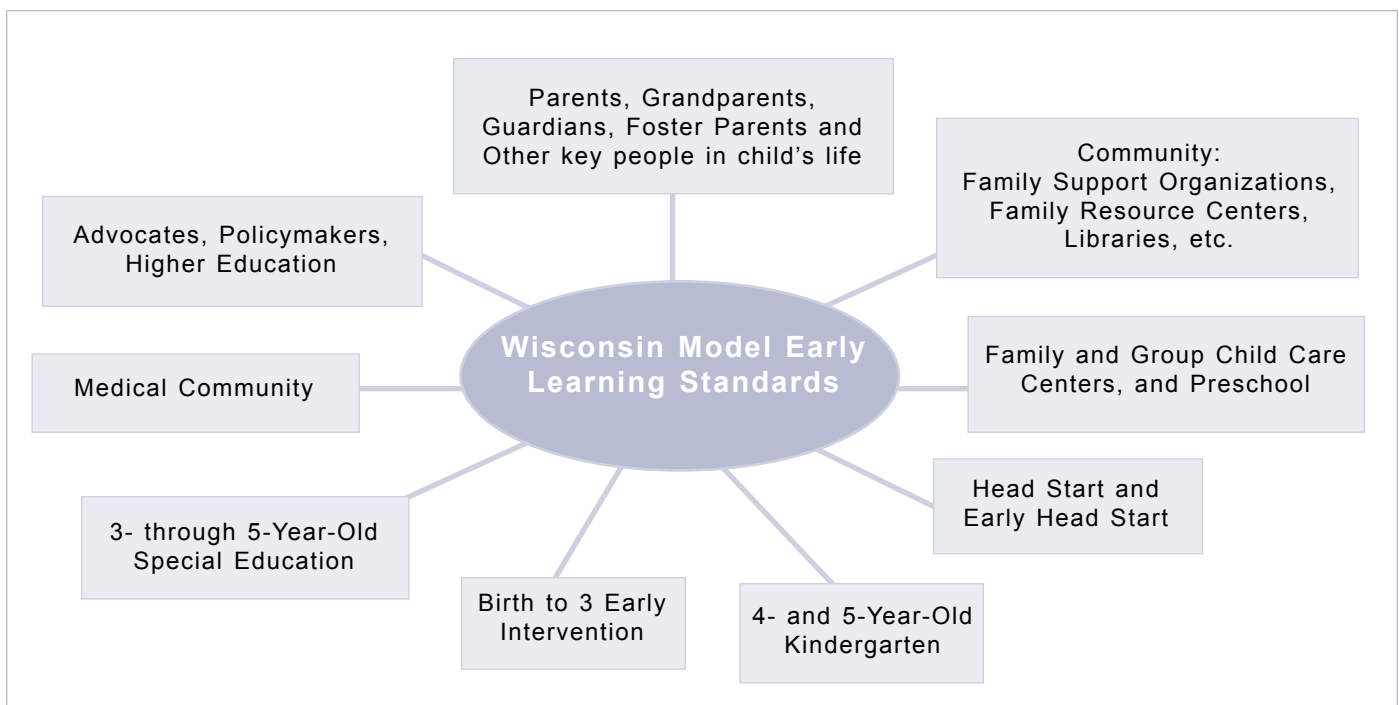 Parents, Grandparents,
Guardians, Foster Parents and
Other key people in child’s life
Community:
Family Support Organizations,
Family Resource Centers,
Libraries, etc.
Advocates, Policymakers,
Higher Education
Wisconsin Model Early
Learning Standards
Family and Group Child Care
Centers, and Preschool
Medical Community
Head Start and
Early Head Start
3- through 5-Year-Old
Special Education
Birth to 3 Early
Intervention
4- and 5-Year-Old
Kindergarten